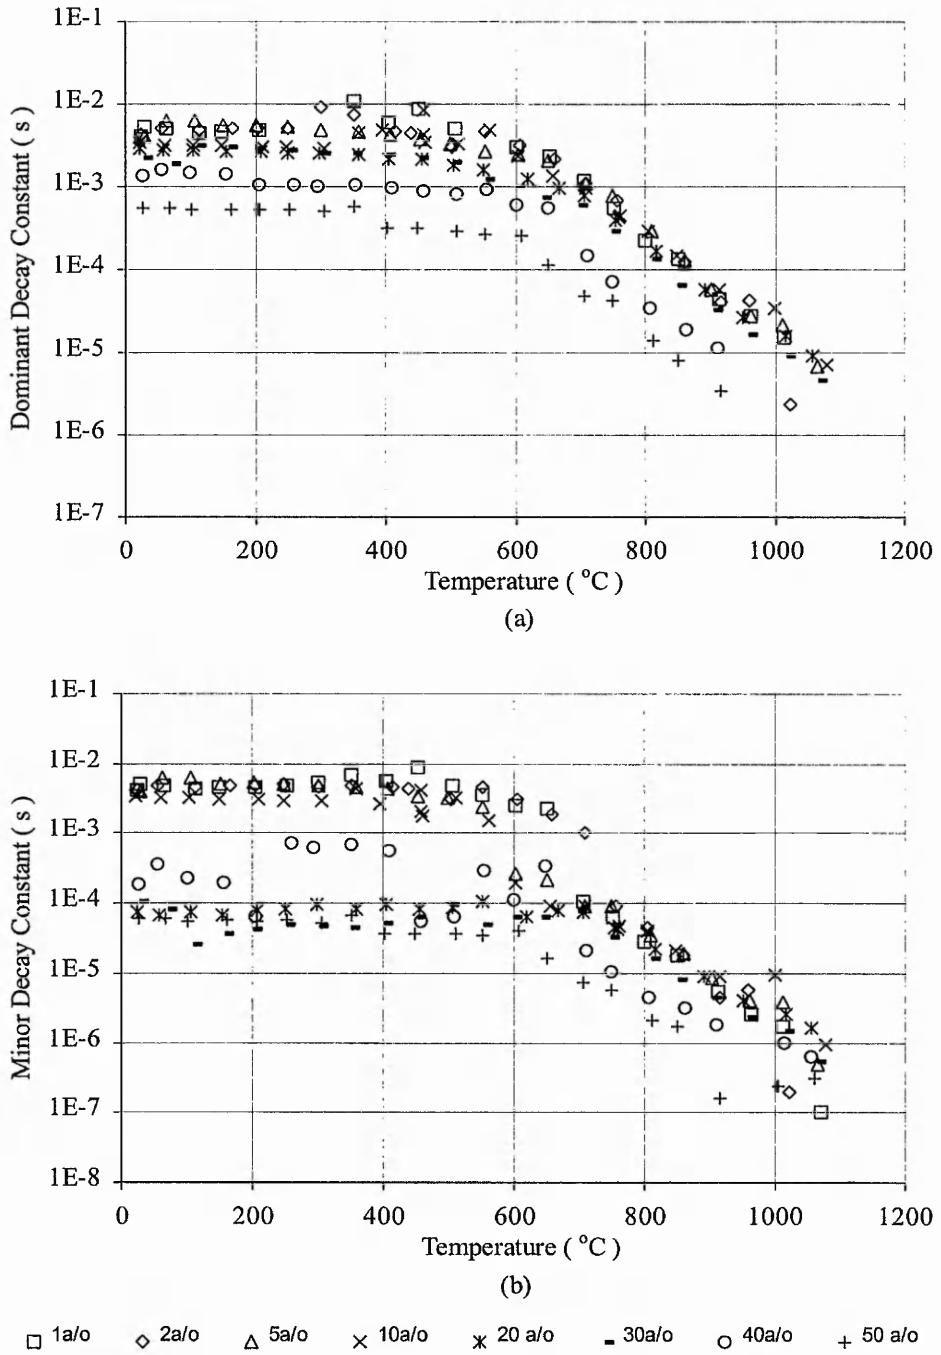 1E-1
1E-2
1E-3
1E-4
1E-5
1E-6
1E-7
Dominant Decay Constant ( s )
0 200 400 600 800 1000 1200
Temperature ( °C )
(a)
1E-1
1E-2
1E-3
1E-4
1E-5
1E-6
1E-7
1E-8
Minor Decay Constant ( s )
0 200 400 600 800 1000 1200
Temperature ( °C )
(b)
1a/o 2a/o 5a/o 10a/o 20 a/o 30a/o 40a/o 50 a/o